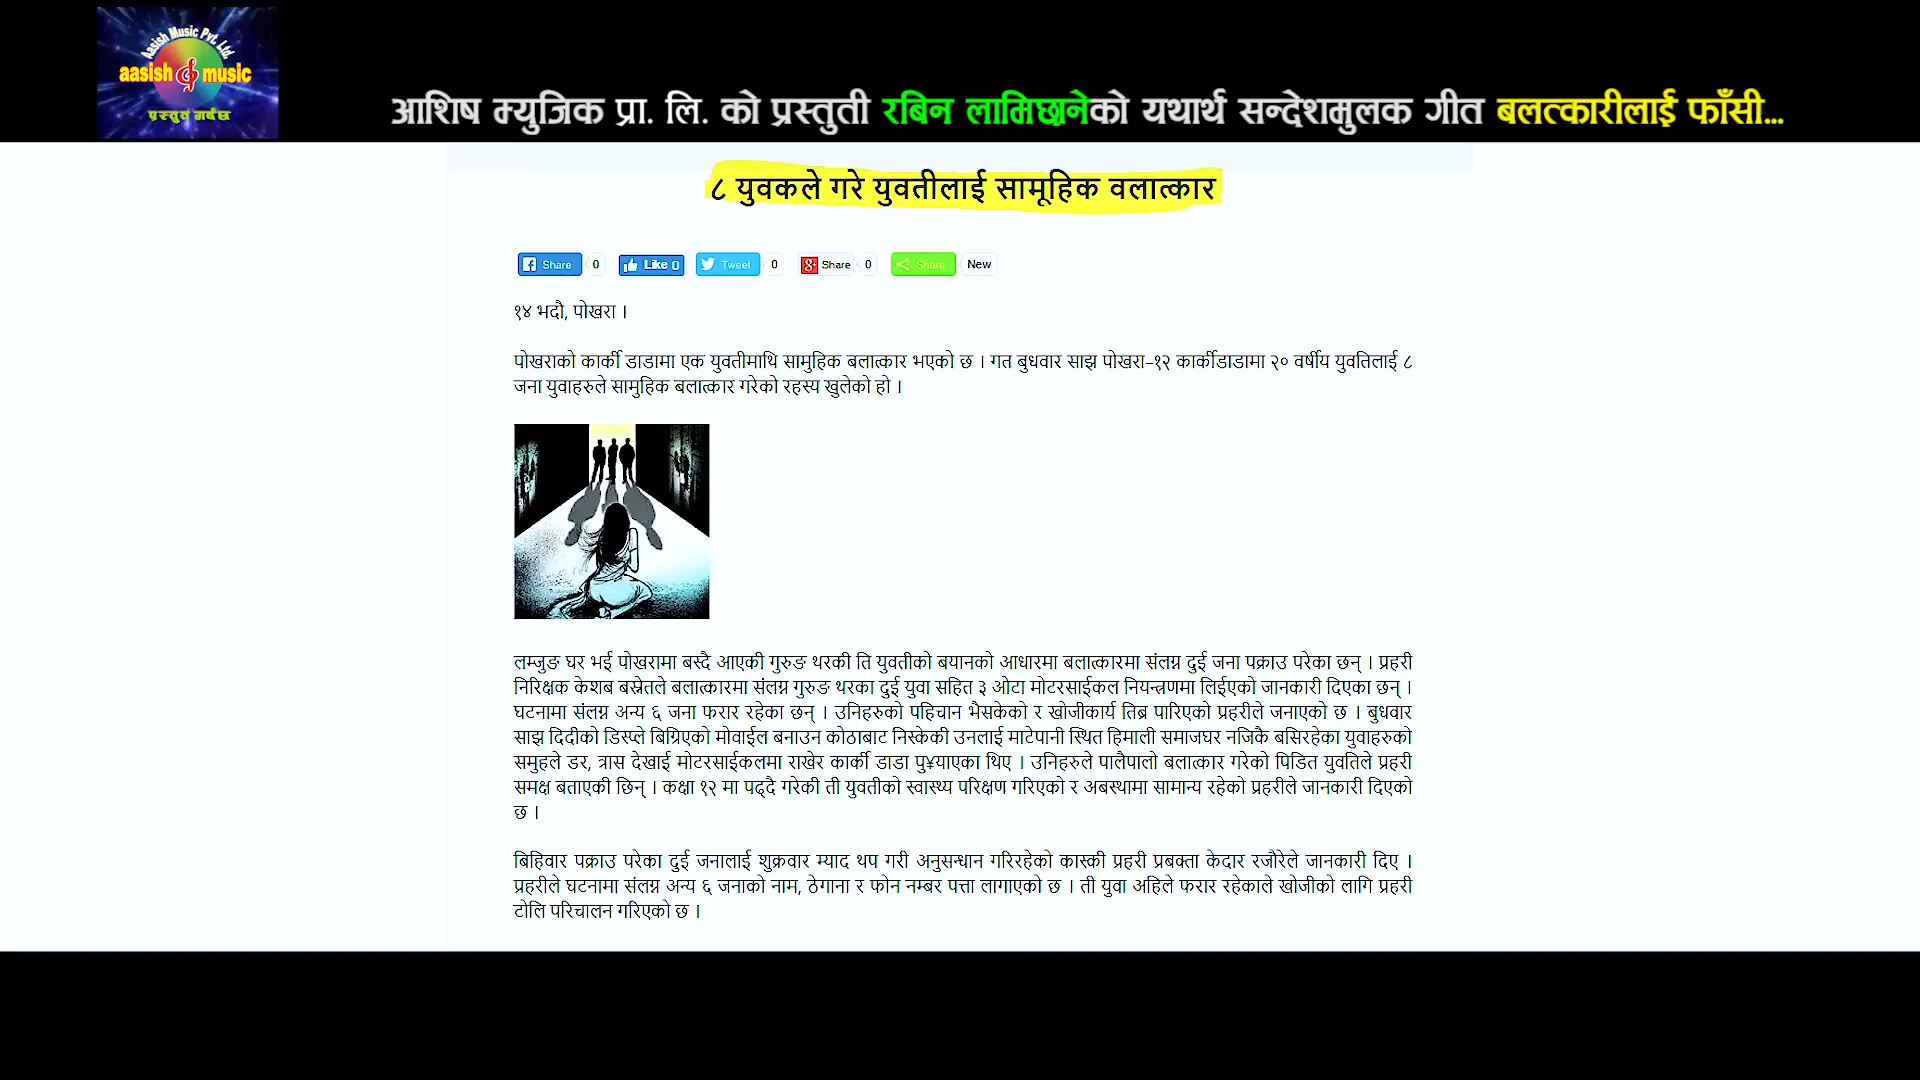 Aasish Music Pvt. Ltd.
aasish music
प्रस्तुत गर्दछ
आशिष म्युजिक प्रा. लि. को प्रस्तुती रबिन लामिछानेको यथार्थ सन्देशमुलक गीत बलत्कारीलाई फाँसी...
८ युवकले गरे युवतीलाई सामूहिक वलात्कार
Share 0 Like 0 Tweet 0 Share 0 Share New
१४ भदौ, पोखरा ।
पोखराको कार्की डाडामा एक युवतीमाथि सामुहिक बलात्कार भएको छ । गत बुधवार साझ पोखरा–१२ कार्कीडाडामा २० वर्षीय युवतिलाई ८
जना युवाहरुले सामुहिक बलात्कार गरेको रहस्य खुलेको हो ।
लम्जुङ घर भई पोखरामा बस्दै आएकी गुरुङ थरकी ति युवतीको बयानको आधारमा बलात्कारमा संलग्न दुई जना पक्राउ परेका छन् । प्रहरी
निरिक्षक केशब बस्नेतले बलात्कारमा संलग्न गुरुङ थरका दुई युवा सहित ३ ओटा मोटरसाईकल नियन्त्रणमा लिईएको जानकारी दिएका छन् ।
घटनामा संलग्न अन्य ६ जना फरार रहेका छन् । उनिहरुको पहिचान भैसकेको र खोजीकार्य तिब्र पारिएको प्रहरीले जनाएको छ । बुधवार
साझ दिदीको डिस्प्ले बिग्रिएको मोवाईल बनाउन कोठाबाट निस्केकी उनलाई माटेपानी स्थित हिमाली समाजघर नजिकै बसिरहेका युवाहरुको
समुहले डर, त्रास देखाई मोटरसाईकलमा राखेर कार्की डाडा पु¥याएका थिए । उनिहरुले पालैपालो बलात्कार गरेको पिडित युवतिले प्रहरी
समक्ष बताएकी छिन् । कक्षा १२ मा पढ्दै गरेकी ती युवतीको स्वास्थ्य परिक्षण गरिएको र अबस्थामा सामान्य रहेको प्रहरीले जानकारी दिएको
छ ।
बिहिवार पक्राउ परेका दुई जनालाई शुक्रवार म्याद थप गरी अनुसन्धान गरिरहेको कास्की प्रहरी प्रबक्ता केदार रजौरेले जानकारी दिए ।
प्रहरीले घटनामा संलग्न अन्य ६ जनाको नाम, ठेगाना र फोन नम्बर पत्ता लागाएको छ । ती युवा अहिले फरार रहेकाले खोजीको लागि प्रहरी
टोलि परिचालन गरिएको छ ।